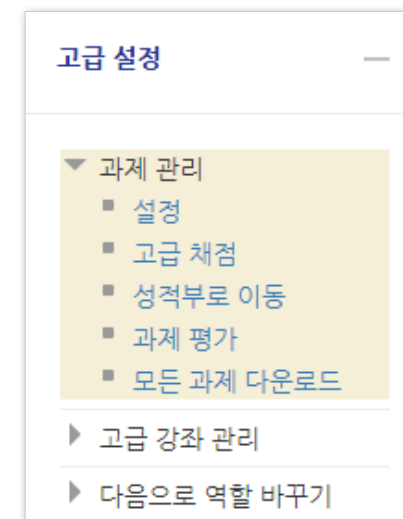 고급 설정
과제 관리
설정
고급 채점
성적부로 이동
과제 평가
모든 과제 다운로드
고급 강좌 관리
다음으로 역할 바꾸기